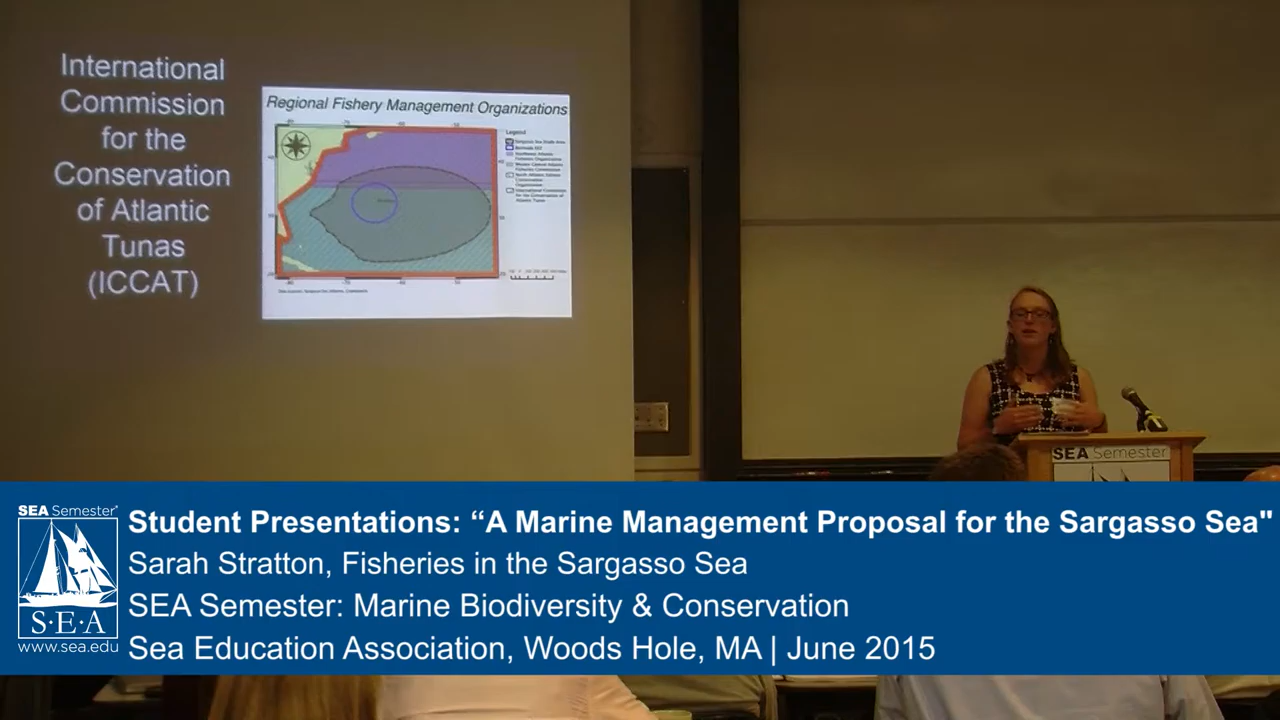 International
Commission
for the
Conservation
of Atlantic
Tunas
(ICCAT)
Regional Fishery Management Organizations
Legend
SEA Semester
SEA Semester
Student Presentations: “A Marine Management Proposal for the Sargasso Sea"
Sarah Stratton, Fisheries in the Sargasso Sea
SEA Semester: Marine Biodiversity & Conservation
Sea Education Association, Woods Hole, MA | June 2015
S·E·A
www.sea.edu